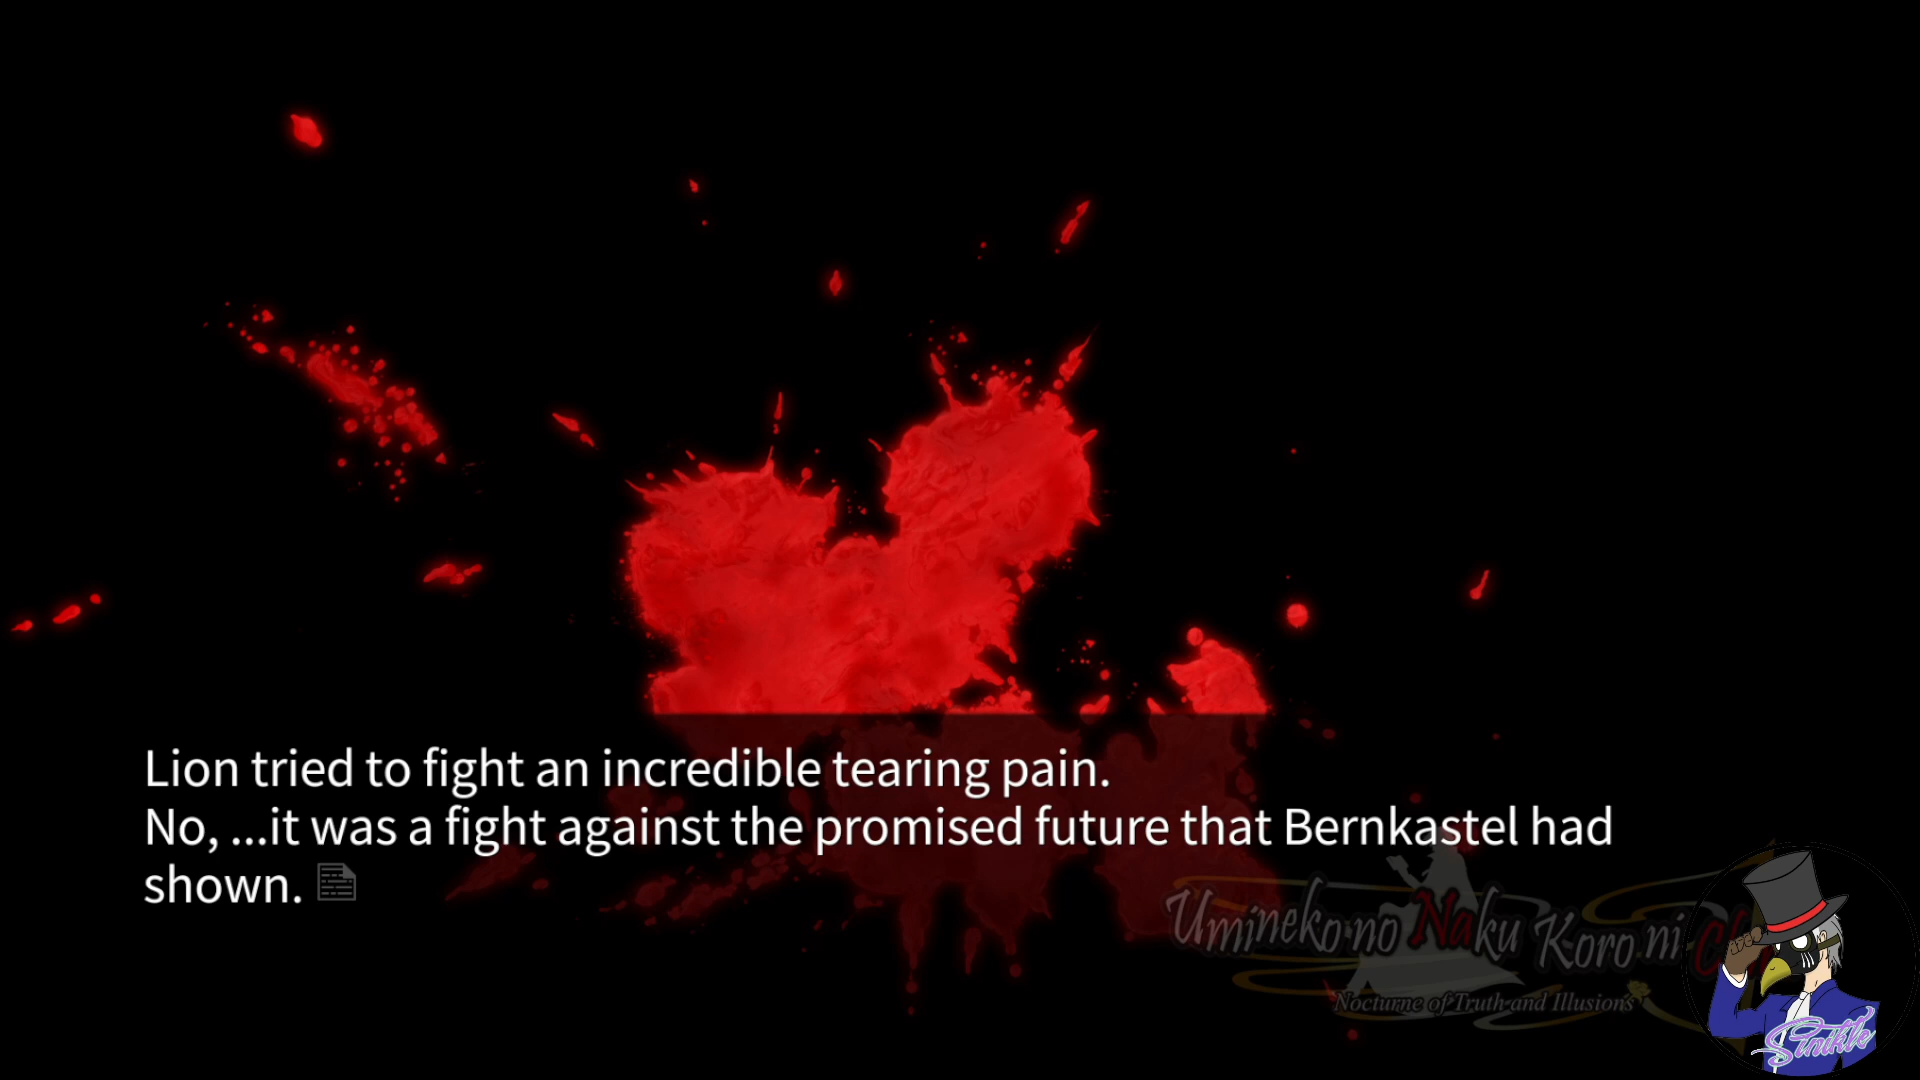 Lion tried to fight an incredible tearing pain.
No, ...it was a fight against the promised future that Bernkastel had
shown.
Umineko no Naku Koro ni
Nocturne of Truth and Illusions
Sinikle